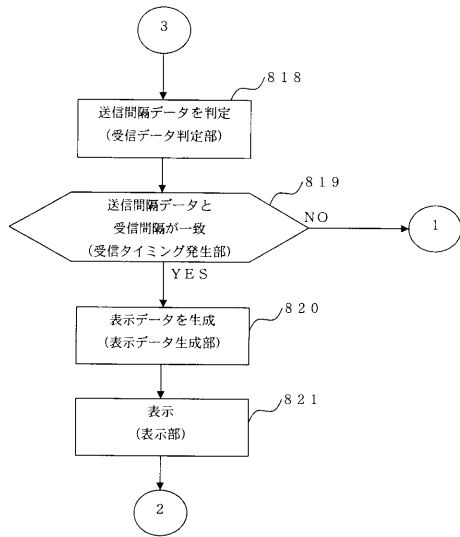 3
818
送信間隔データを判定
(受信データ判定部)
819
送信間隔データと
受信間隔が一致
(受信タイミング発生部)
NO
1
YES
820
表示データを生成
(表示データ生成部)
821
表示
(表示部)
2